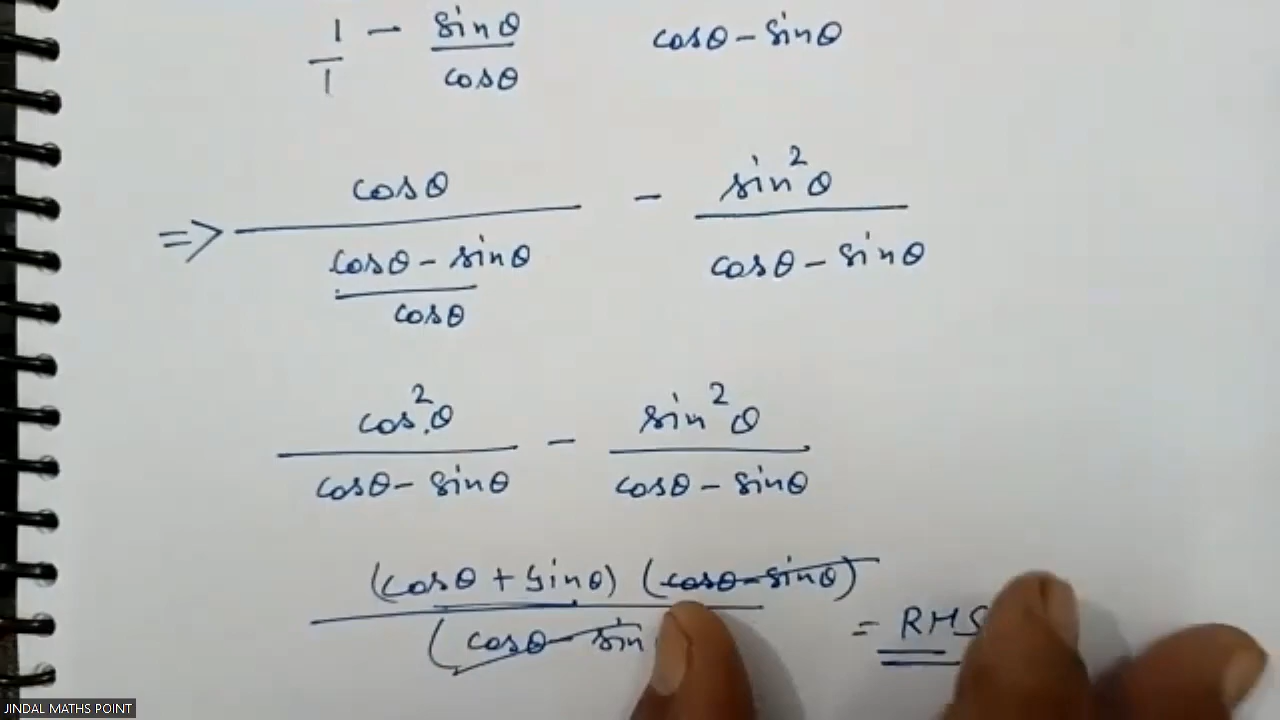 1/1 - sinθ/cosθ    cosθ - sinθ
=> cosθ/((cosθ - sinθ)/cosθ) - sin²θ/(cosθ - sinθ)
cos²θ/(cosθ - sinθ) - sin²θ/(cosθ - sinθ)
(cosθ + sinθ) (cosθ - sinθ)/(cosθ - sin = RHS
JINDAL MATHS POINT